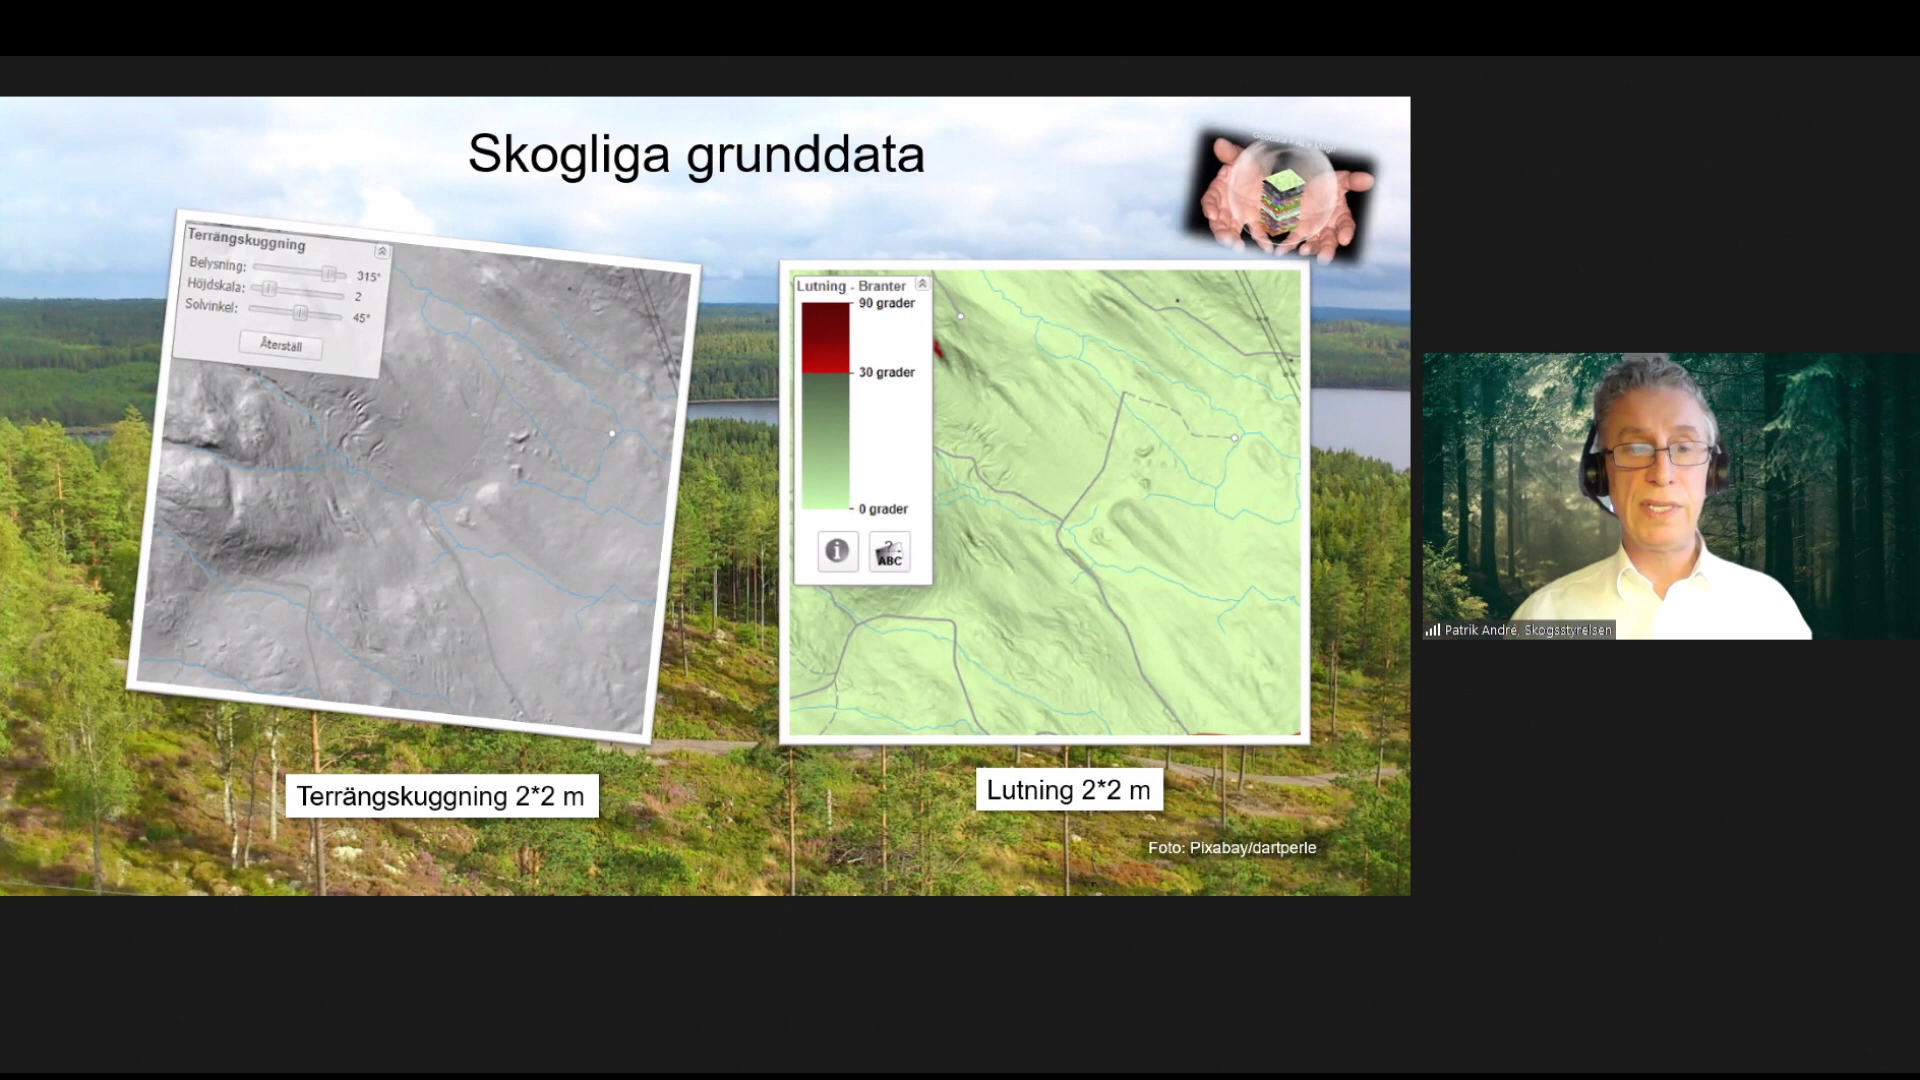 Skogliga grunddata
Terrängskuggning
Belysning: 315°
Höjdskala: 2
Solvinkel: 45°
Återställ
Lutning - Branter
90 grader
30 grader
0 grader
i
ABC
Terrängskuggning 2*2 m
Lutning 2*2 m
Foto: Pixabay/dartperle
Patrik André, Skogsstyrelsen